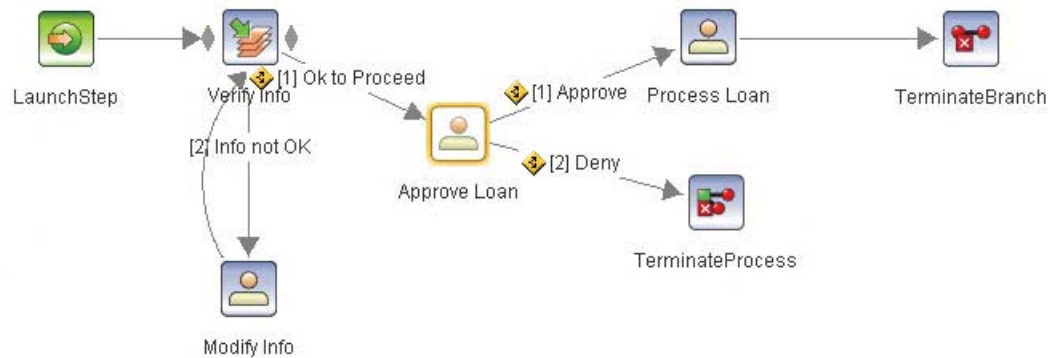 LaunchStep
Verify Info
[1] Ok to Proceed
[2] Info not OK
Modify Info
Approve Loan
[1] Approve
[2] Deny
Process Loan
TerminateBranch
TerminateProcess